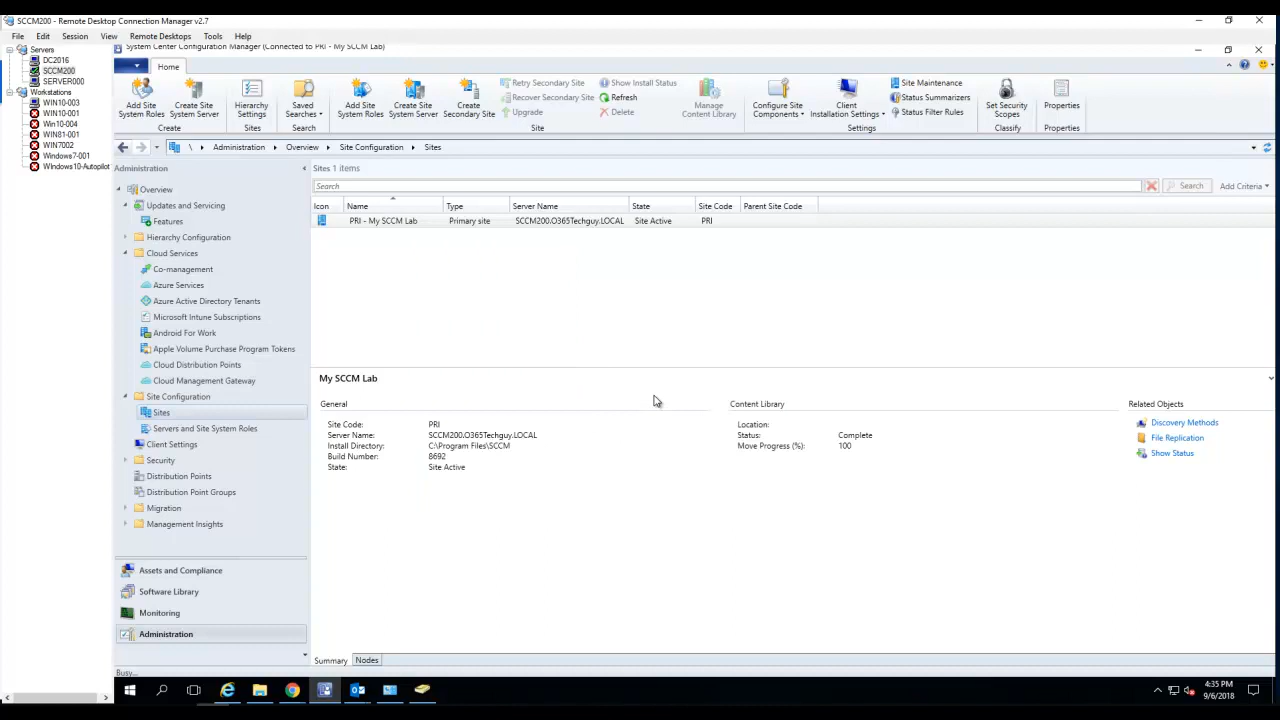 SCCM200 - Remote Desktop Connection Manager v2.7
File Edit Session View Remote Desktops Tools Help
Servers
DC2016
SCCM200
SERVER000
Workstations
WIN10-003
WIN10-001
Win10-004
WIN81-001
WIN7002
Windows7-001
Windows10-Autopilot
System Center Configuration Manager (Connected to PRI - My SCCM Lab)
Home
Add Site System Roles
Create Site System Server
Create
Hierarchy Settings
Sites
Saved Searches
Search
Add Site System Roles
Create Site System Server
Create Secondary Site
Retry Secondary Site
Recover Secondary Site
Upgrade
Show Install Status
Refresh
Delete
Site
Manage Content Library
Configure Site Components
Client Installation Settings
Site Maintenance
Status Summarizers
Status Filter Rules
Settings
Set Security Scopes
Classify
Properties
Properties
\ Administration Overview Site Configuration Sites
Administration
Overview
Updates and Servicing
Features
Hierarchy Configuration
Cloud Services
Co-management
Azure Services
Azure Active Directory Tenants
Microsoft Intune Subscriptions
Android For Work
Apple Volume Purchase Program Tokens
Cloud Distribution Points
Cloud Management Gateway
Site Configuration
Sites
Servers and Site System Roles
Client Settings
Security
Distribution Points
Distribution Point Groups
Migration
Management Insights
Assets and Compliance
Software Library
Monitoring
Administration
Sites 1 items
Search
Search
Add Criteria
Icon Name Type Server Name State Site Code Parent Site Code
PRI - My SCCM Lab Primary site SCCM200.O365Techguy.LOCAL Site Active PRI
My SCCM Lab
General
Site Code: PRI
Server Name: SCCM200.O365Techguy.LOCAL
Install Directory: C:\Program Files\SCCM
Build Number: 8692
State: Site Active
Content Library
Location:
Status: Complete
Move Progress (%): 100
Related Objects
Discovery Methods
File Replication
Show Status
Summary Nodes
Busy...
4:35 PM
9/6/2018